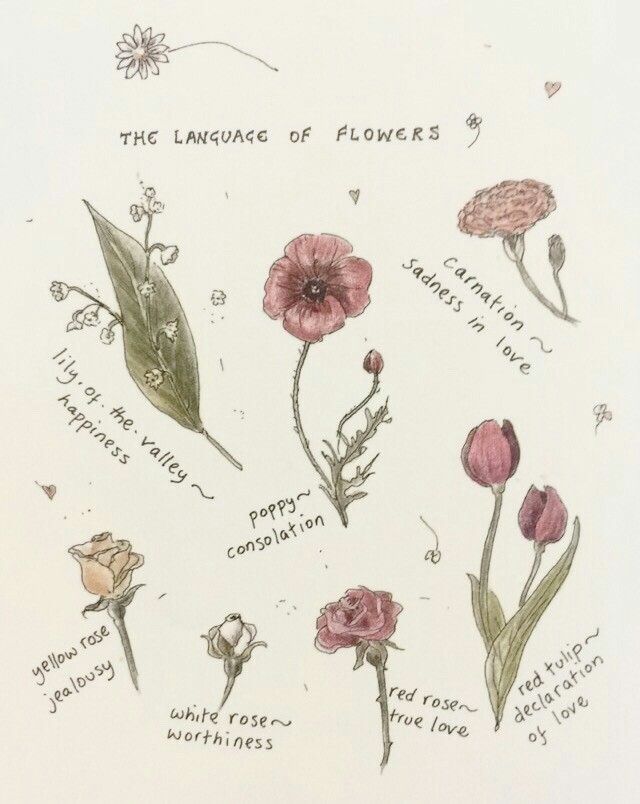 THE LANGUAGE OF FLOWERS
carnation ~
sadness in love
lily.of.the.valley ~
happiness
poppy ~
consolation
yellow rose
jealousy
white rose ~
worthiness
red rose ~
true love
red tulip ~
declaration
of love